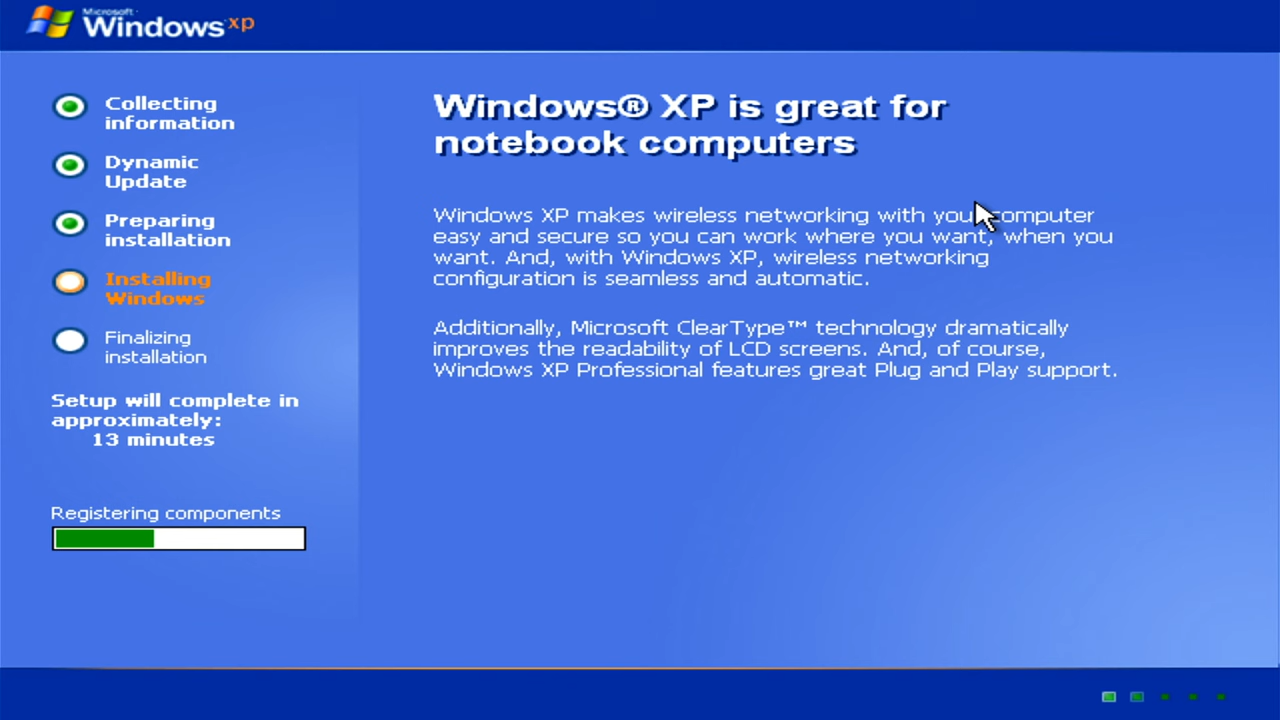 Microsoft
Windows xp
Collecting
information
Dynamic
Update
Preparing
installation
Installing
Windows
Finalizing
installation
Setup will complete in
approximately:
13 minutes
Registering components
Windows® XP is great for
notebook computers
Windows XP makes wireless networking with your computer
easy and secure so you can work where you want, when you
want. And, with Windows XP, wireless networking
configuration is seamless and automatic.
Additionally, Microsoft ClearType™ technology dramatically
improves the readability of LCD screens. And, of course,
Windows XP Professional features great Plug and Play support.